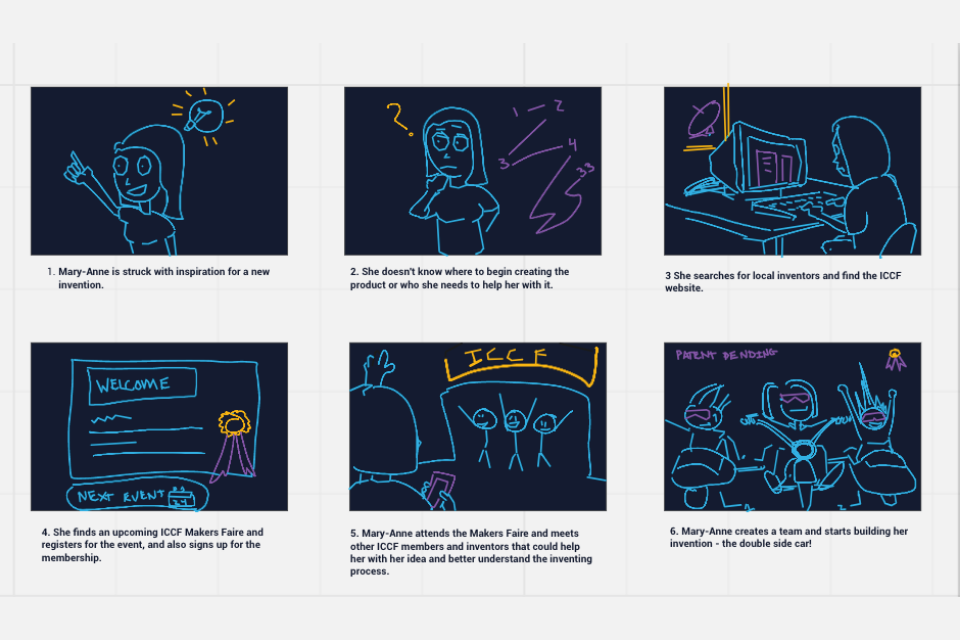 ? 1 2
3 4
33
1. Mary-Anne is struck with inspiration for a new
invention.
2. She doesn't know where to begin creating the
product or who she needs to help her with it.
3 She searches for local inventors and find the ICCF
website.
WELCOME
NEXT EVENT
ICCF
PATENT PENDING
4. She finds an upcoming ICCF Makers Faire and
registers for the event, and also signs up for the
membership.
5. Mary-Anne attends the Makers Faire and meets
other ICCF members and inventors that could help
her with her idea and better understand the inventing
process.
6. Mary-Anne creates a team and starts building her
invention - the double side car!